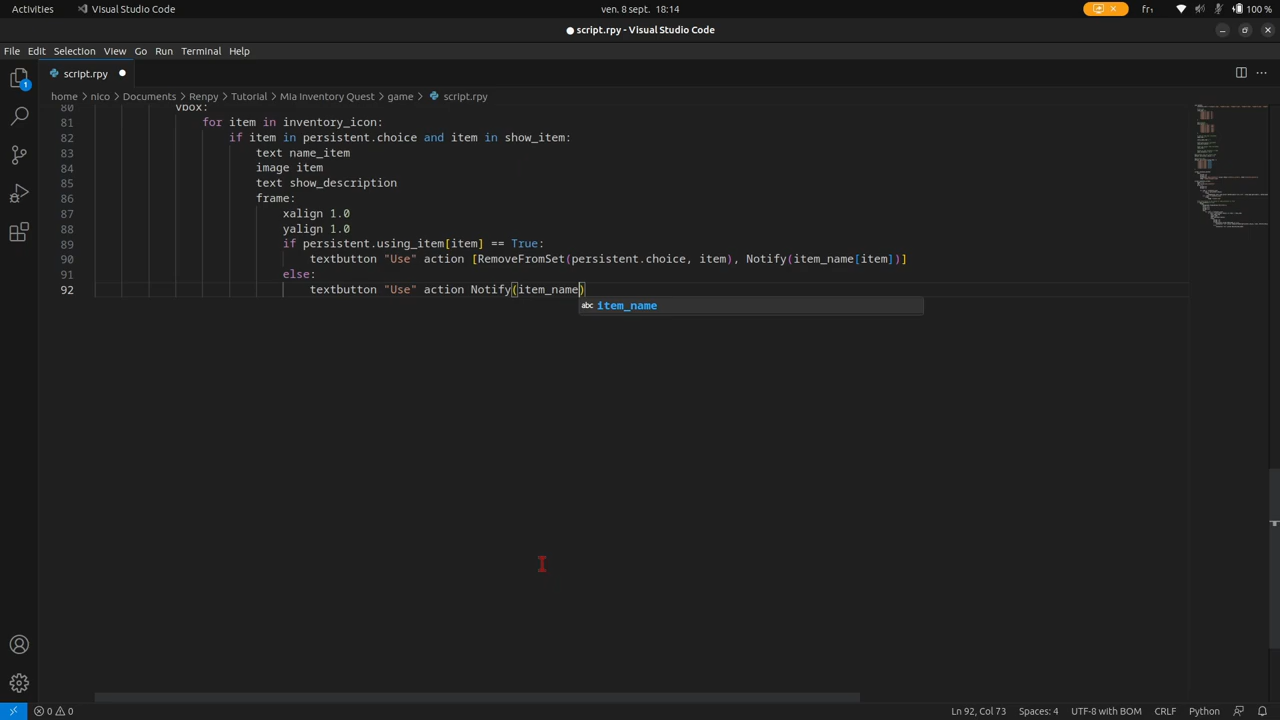 Activities
Visual Studio Code
ven. 8 sept. 18:14
fr₁
100 %
script.rpy - Visual Studio Code
File Edit Selection View Go Run Terminal Help
script.rpy
home > nico > Documents > Renpy > Tutorial > Mia Inventory Quest > game > script.rpy
80 vbox:
81 for item in inventory_icon:
82 if item in persistent.choice and item in show_item:
83 text name_item
84 image item
85 text show_description
86 frame:
87 xalign 1.0
88 yalign 1.0
89 if persistent.using_item[item] == True:
90 textbutton "Use" action [RemoveFromSet(persistent.choice, item), Notify(item_name[item])]
91 else:
92 textbutton "Use" action Notify(item_name)
abc item_name
1
0 0
Ln 92, Col 73 Spaces: 4 UTF-8 with BOM CRLF Python